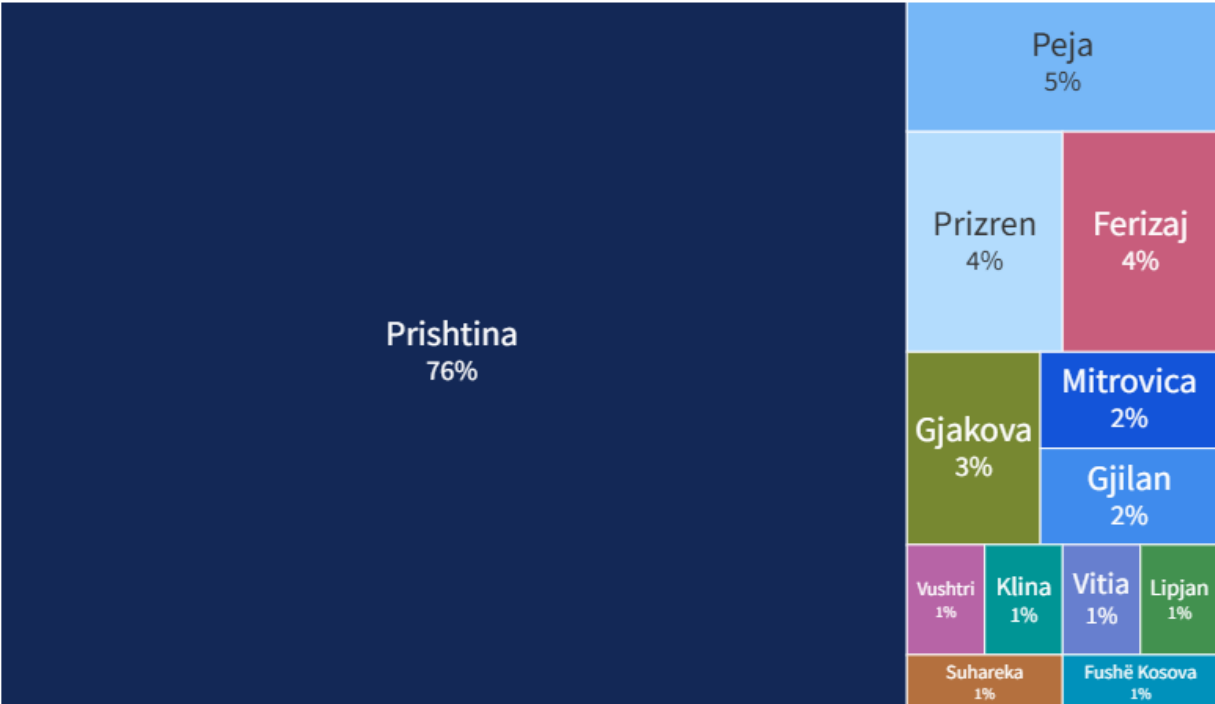 Prishtina
76%
Peja
5%
Prizren
4%
Ferizaj
4%
Gjakova
3%
Mitrovica
2%
Gjilan
2%
Vushtri
1%
Klina
1%
Vitia
1%
Lipjan
1%
Suhareka
1%
Fushë Kosova
1%